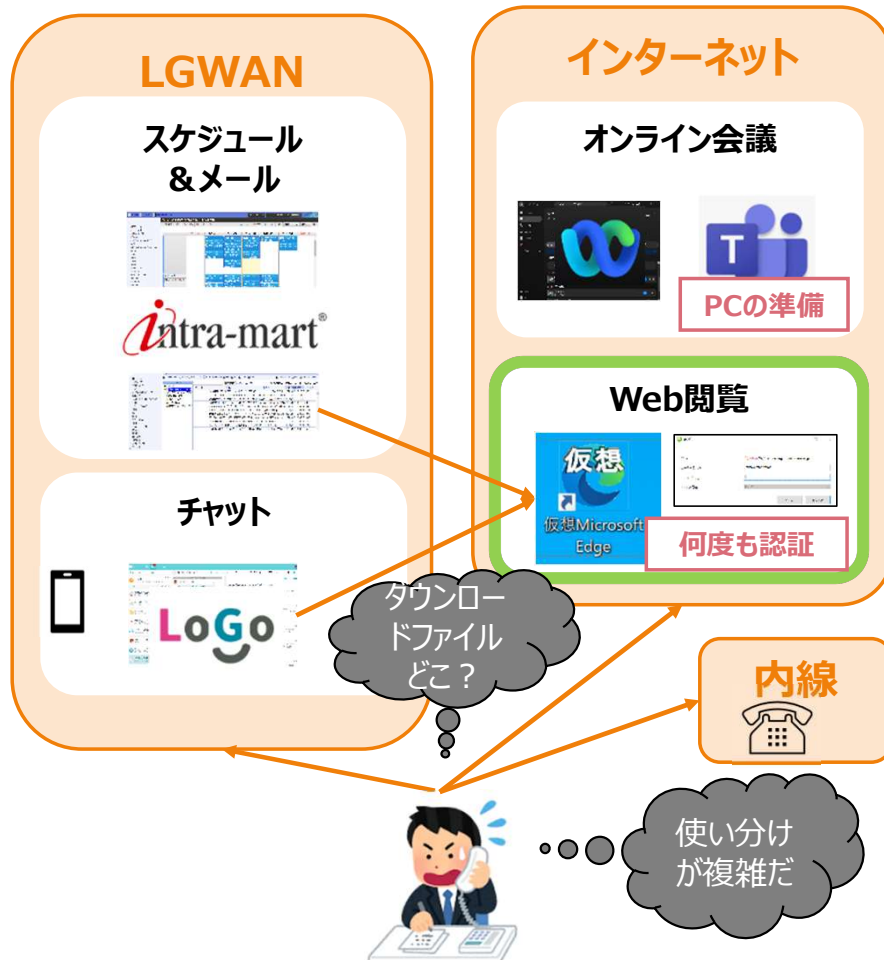 LGWAN
スケジュール
&メール
intra-mart®
チャット
LoGo
インターネット
オンライン会議
T
PCの準備
Web閲覧
仮想
仮想Microsoft
Edge
何度も認証
ダウンロー
ドファイル
どこ?
内線
使い分け
が複雑だ